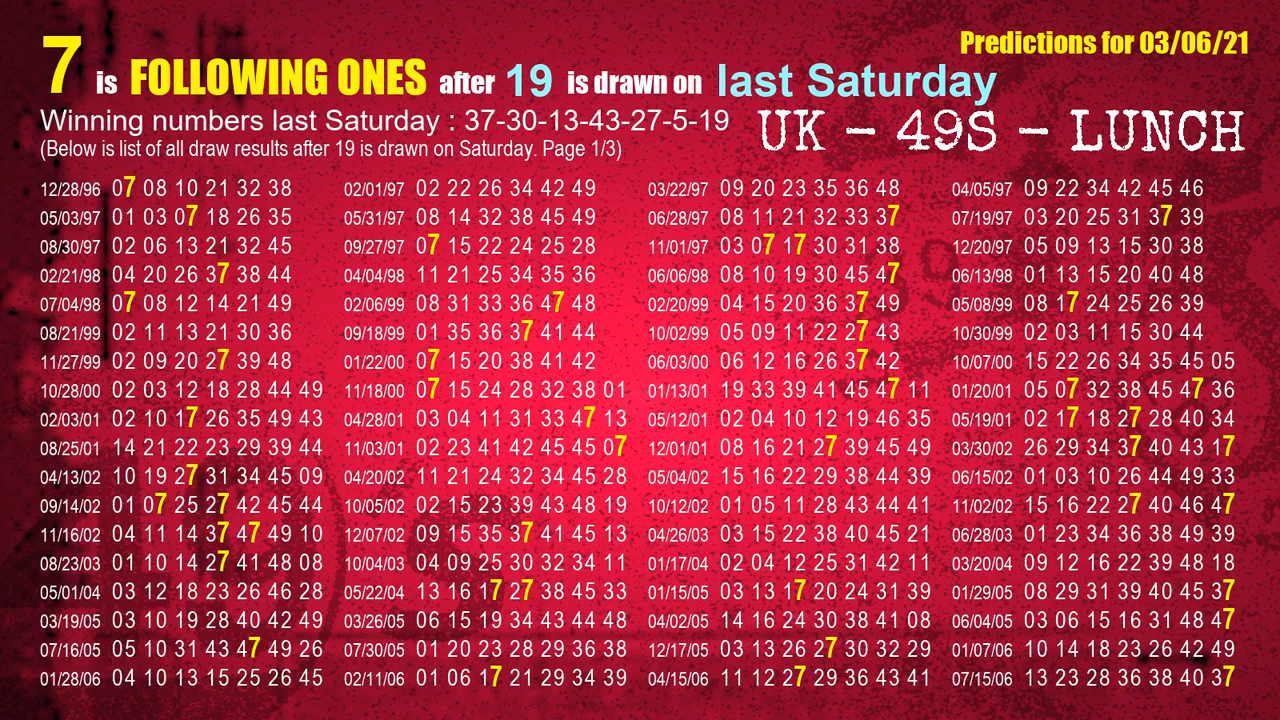 Predictions for 03/06/21
7 is FOLLOWING ONES after 19 is drawn on last Saturday
Winning numbers last Saturday : 37-30-13-43-27-5-19
UK - 49S - LUNCH
(Below is list of all draw results after 19 is drawn on Saturday. Page 1/3)
12/28/96 07 08 10 21 32 38 02/01/97 02 22 26 34 42 49 03/22/97 09 20 23 35 36 48 04/05/97 09 22 34 42 45 46
05/03/97 01 03 07 18 26 35 05/31/97 08 14 32 38 45 49 06/28/97 08 11 21 32 33 37 07/19/97 03 20 25 31 37 39
08/30/97 02 06 13 21 32 45 09/27/97 07 15 22 24 25 28 11/01/97 03 07 17 30 31 38 12/20/97 05 09 13 15 30 38
02/21/98 04 20 26 37 38 44 04/04/98 11 21 25 34 35 36 06/06/98 08 10 19 30 45 47 06/13/98 01 13 15 20 40 48
07/04/98 07 08 12 14 21 49 02/06/99 08 31 33 36 47 48 02/20/99 04 15 20 36 37 49 05/08/99 08 17 24 25 26 39
08/21/99 02 11 13 21 30 36 09/18/99 01 35 36 37 41 44 10/02/99 05 09 11 22 27 43 10/30/99 02 03 11 15 30 44
11/27/99 02 09 20 27 39 48 01/22/00 07 15 20 38 41 42 06/03/00 06 12 16 26 37 42 10/07/00 15 22 26 34 35 45 05
10/28/00 02 03 12 18 28 44 49 11/18/00 07 15 24 28 32 38 01 01/13/01 19 33 39 41 45 47 11 01/20/01 05 07 32 38 45 47 36
02/03/01 02 10 17 26 35 49 43 04/28/01 03 04 11 31 33 47 13 05/12/01 02 04 10 12 19 46 35 05/19/01 02 17 18 27 28 40 34
08/25/01 14 21 22 23 29 39 44 11/03/01 02 23 41 42 45 45 07 12/01/01 08 16 21 27 39 45 49 03/30/02 26 29 34 37 40 43 17
04/13/02 10 19 27 31 34 45 09 04/20/02 11 21 24 32 34 45 28 05/04/02 15 16 22 29 38 44 39 06/15/02 01 03 10 26 44 49 33
09/14/02 01 07 25 27 42 45 44 10/05/02 02 15 23 39 43 48 19 10/12/02 01 05 11 28 43 44 41 11/02/02 15 16 22 27 40 46 47
11/16/02 04 11 14 37 47 49 10 12/07/02 09 15 35 37 41 45 13 04/26/03 03 15 22 38 40 45 21 06/28/03 01 23 34 36 38 49 39
08/23/03 01 10 14 27 41 48 08 10/04/03 04 09 25 30 32 34 11 01/17/04 02 04 12 25 31 42 11 03/20/04 09 12 16 22 39 48 18
05/01/04 03 12 18 23 26 46 28 05/22/04 13 16 17 27 38 45 33 01/15/05 03 13 17 20 24 31 39 01/29/05 08 29 31 39 40 45 37
03/19/05 03 10 19 28 40 42 49 03/26/05 06 15 19 34 43 44 48 04/02/05 14 16 24 30 38 41 08 06/04/05 03 06 15 16 31 48 47
07/16/05 05 10 31 43 47 49 26 07/30/05 01 20 23 28 29 36 38 12/17/05 03 13 26 27 30 32 29 01/07/06 10 14 18 23 26 42 49
01/28/06 04 10 13 15 25 26 45 02/11/06 01 06 17 21 29 34 39 04/15/06 11 12 27 29 36 43 41 07/15/06 13 23 28 36 38 40 37